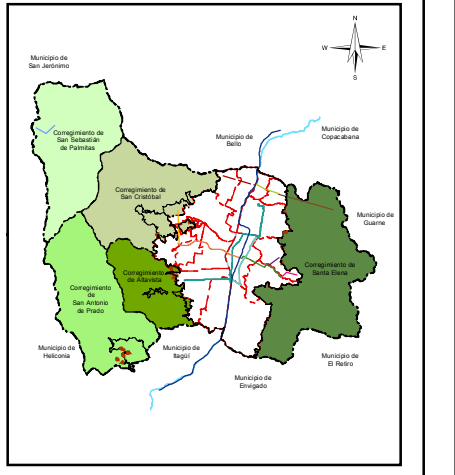 N
W
E
S
Municipio de
San Jerónimo
Municipio de
Bello
Municipio de
Copacabana
Corregimiento de
San Sebastián
de Palmitas
Corregimiento de
San Cristóbal
Municipio de
Guarne
Corregimiento
de Altavista
Corregimiento de
Santa Elena
Corregimiento
de
San Antonio
de Prado
Municipio de
Heliconia
Municipio de
Itagüí
Municipio de
El Retiro
Municipio de
Envigado